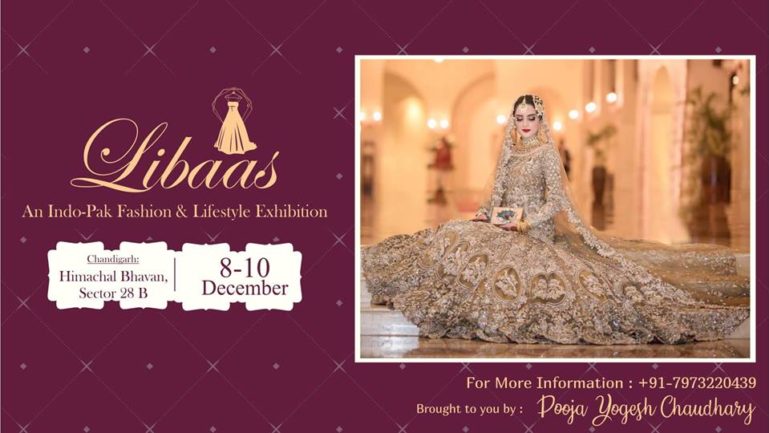 Libaas
An Indo-Pak Fashion & Lifestyle Exhibition
Chandigarh:
Himachal Bhavan,
Sector 28 B
8-10
December
For More Information : +91-7973220439
Brought to you by : Pooja Yogesh Chaudhary